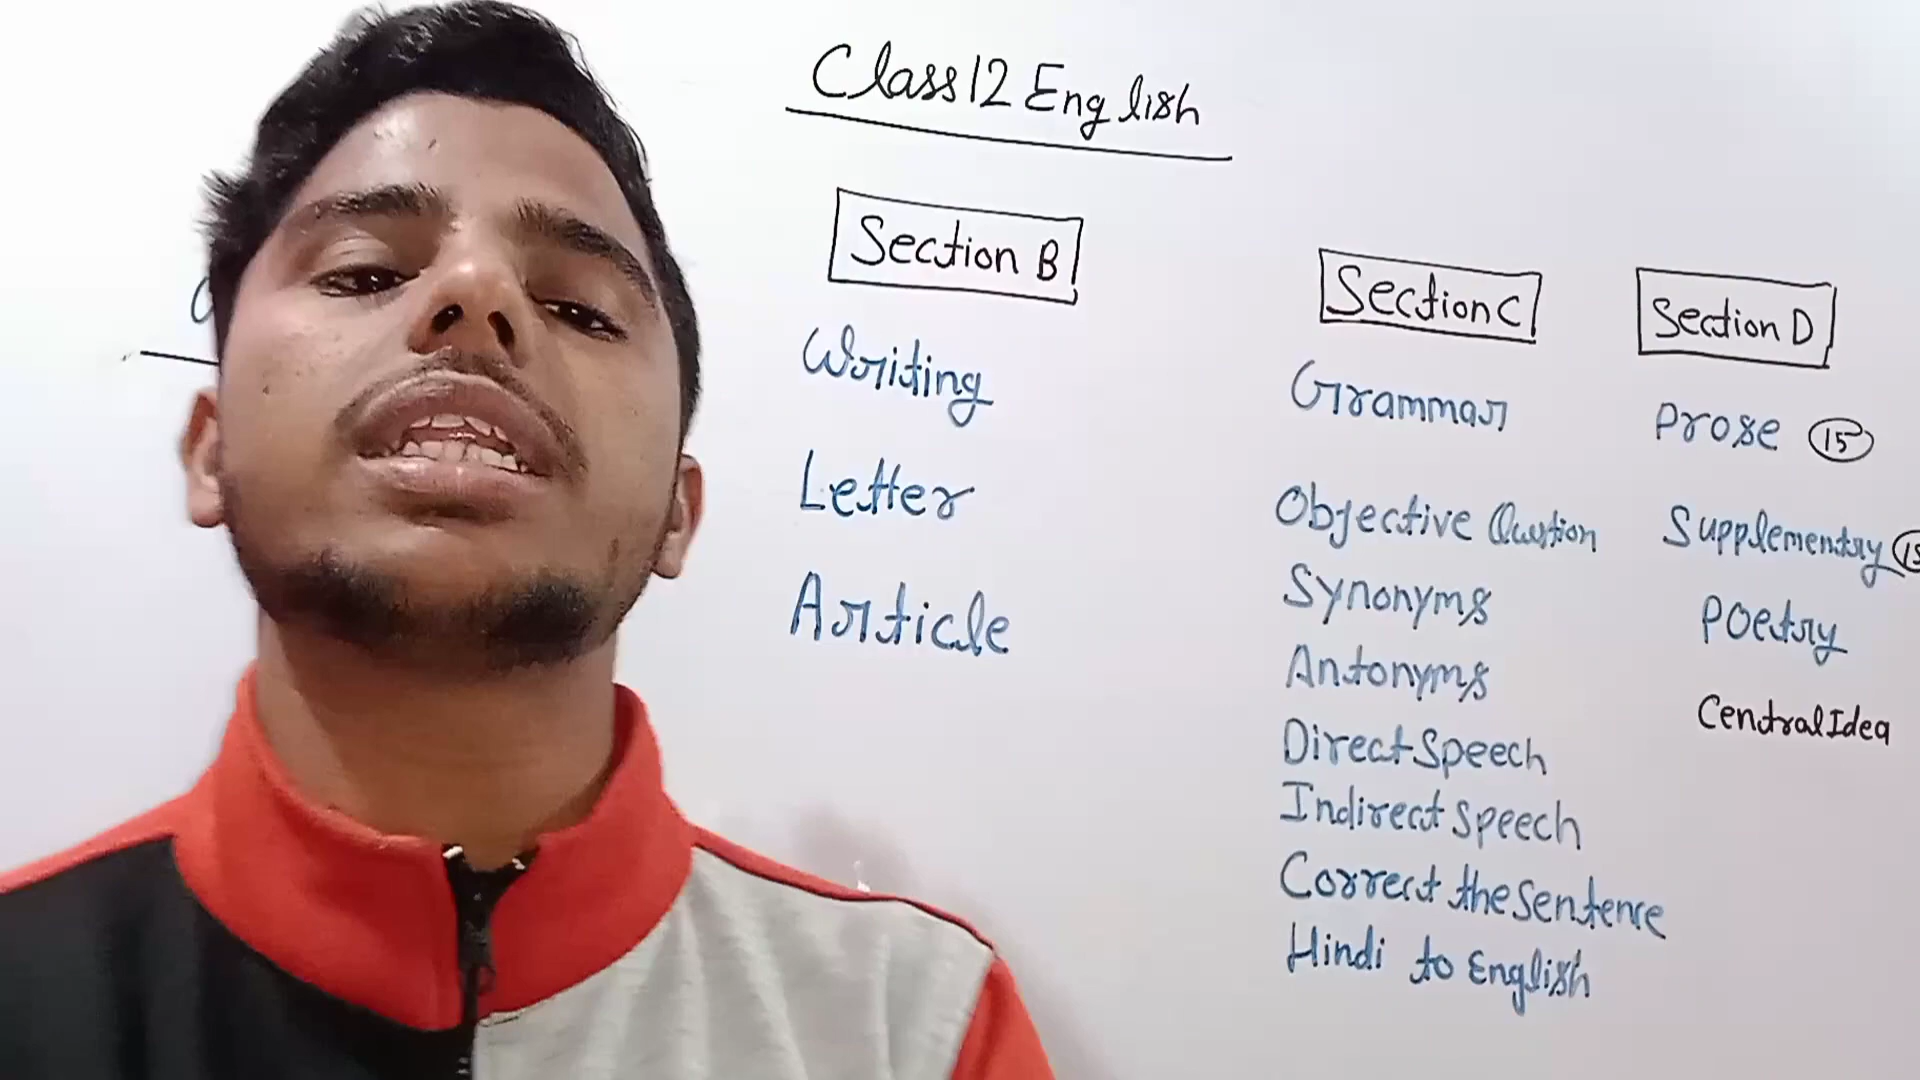 Class 12 English
Section B
Writing
Letter
Article
Section C
Grammar
Objective Question
Synonyms
Antonyms
Direct Speech
Indirect Speech
Correct the Sentence
Hindi to English
Section D
Prose 15
Supplementry
Poetry
Central Idea